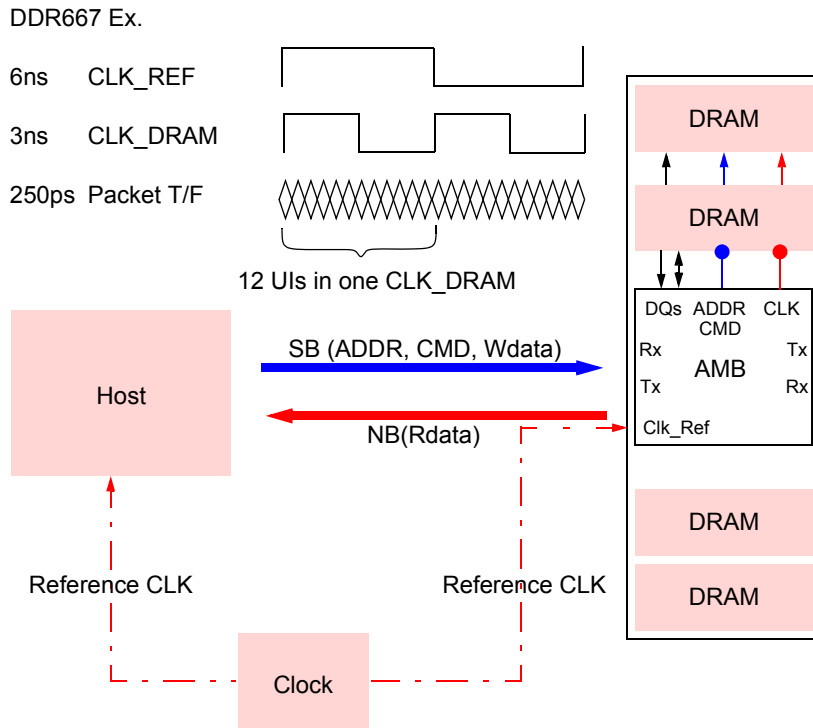 DDR667 Ex.
6ns CLK_REF
3ns CLK_DRAM
250ps Packet T/F
12 UIs in one CLK_DRAM
Host
SB (ADDR, CMD, Wdata)
NB(Rdata)
Reference CLK
Reference CLK
Clock
DRAM
DRAM
DQs ADDR CLK
CMD
Rx Tx
AMB
Tx Rx
Clk_Ref
DRAM
DRAM